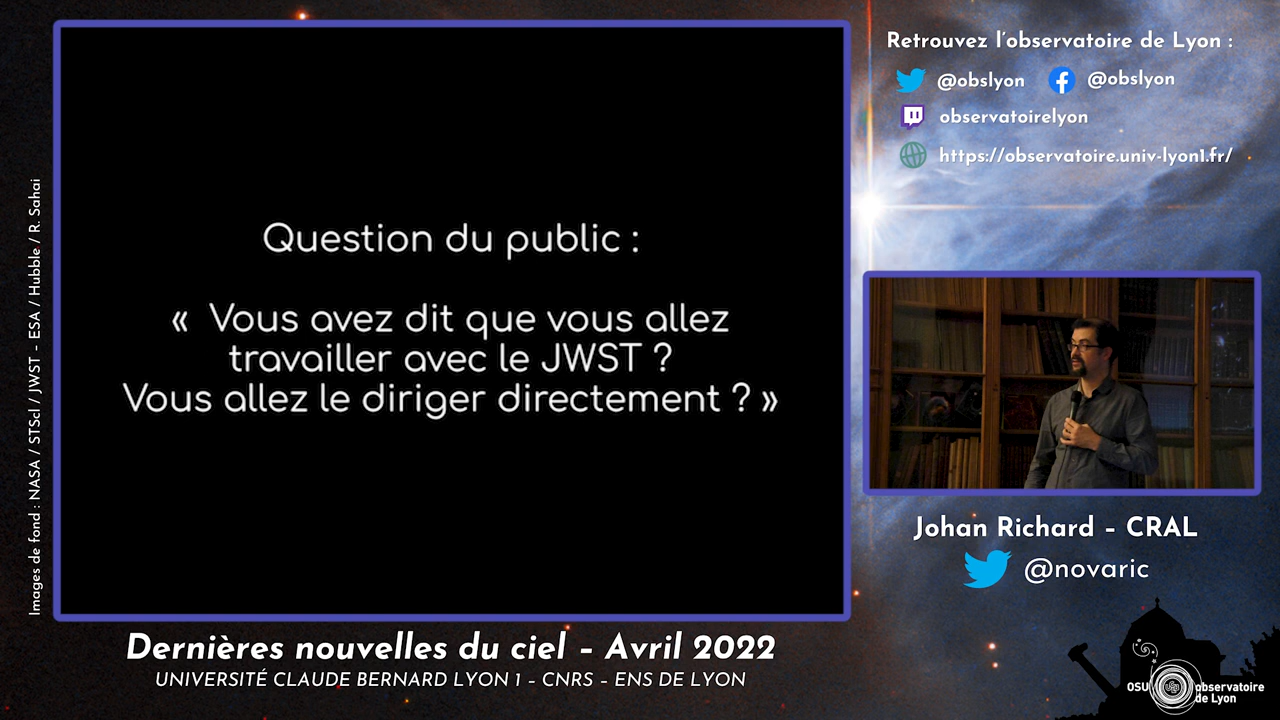 Images de fond : NASA / STScI / JWST - ESA / Hubble / R. Sahai
Question du public :
«  Vous avez dit que vous allez
travailler avec le JWST ?
Vous allez le diriger directement ? »
Retrouvez l'observatoire de Lyon :
@obslyon @obslyon
observatoirelyon
https://observatoire.univ-lyon1.fr/
Johan Richard – CRAL
@novaric
Dernières nouvelles du ciel – Avril 2022
UNIVERSITÉ CLAUDE BERNARD LYON 1 – CNRS – ENS DE LYON
OSUL observatoire
de Lyon